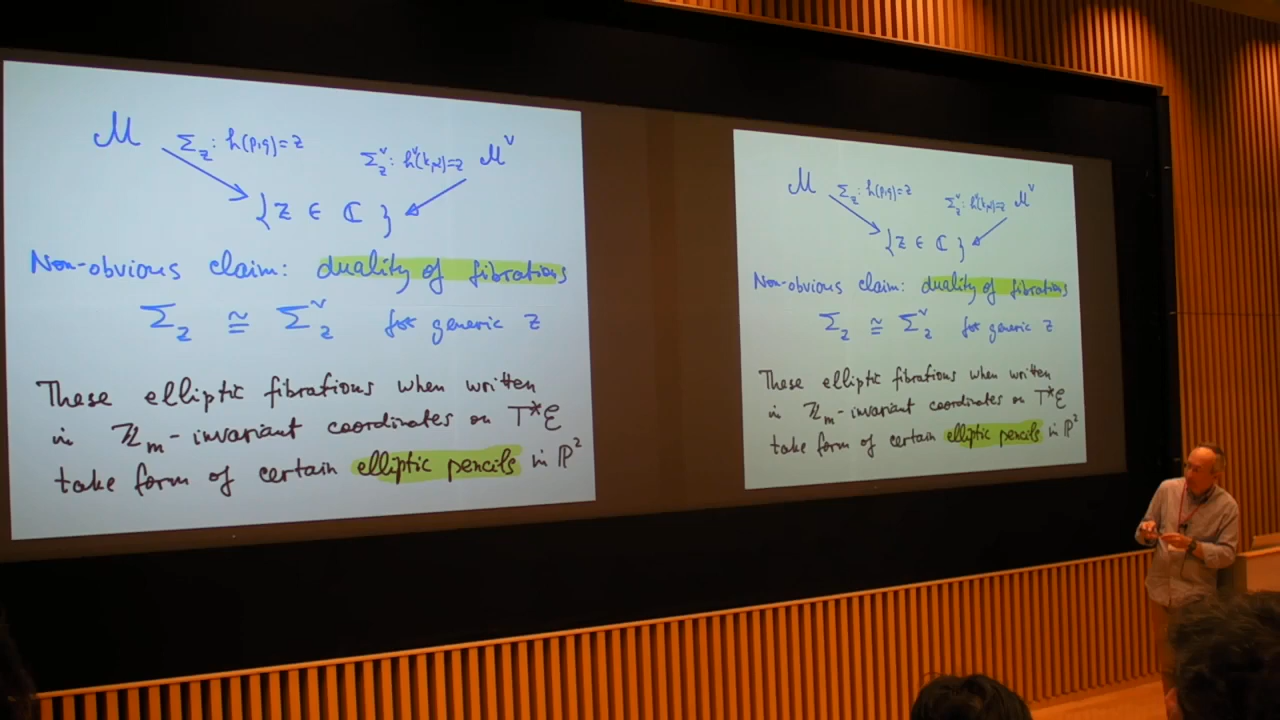 ℳ Σ_z : h(p,q)=z Σ_z^∨ : h^∨(k,x)=z ℳ^∨
{z ∈ ℂ}
Non-obvious claim: duality of fibrations
Σ_z ≅ Σ_z^∨ for generic z
These elliptic fibrations when written
in ℤ_m-invariant coordinates on T*ℰ
take form of certain elliptic pencils in ℙ²
ℳ Σ_z : h(p,q)=z Σ_z^∨ : ℳ^∨
{z ∈ ℂ}
Non-obvious claim: duality of fibrations
Σ_z ≅ Σ_z^∨ for generic z
These elliptic fibrations when written
in ℤ_m-invariant coordinates on T*ℰ
take form of certain elliptic pencils in ℙ²